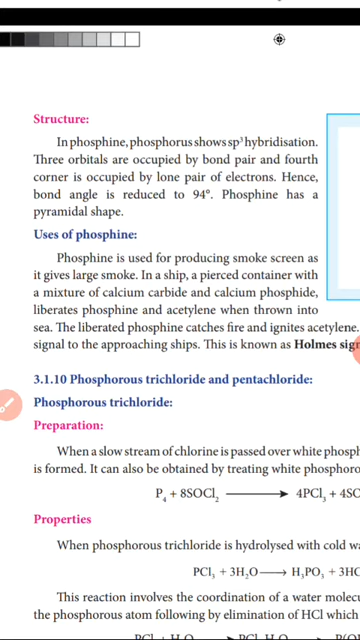 Structure:
In phosphine, phosphorus shows sp³ hybridisation.
Three orbitals are occupied by bond pair and fourth
corner is occupied by lone pair of electrons. Hence,
bond angle is reduced to 94°. Phosphine has a
pyramidal shape.
Uses of phosphine:
Phosphine is used for producing smoke screen as
it gives large smoke. In a ship, a pierced container with
a mixture of calcium carbide and calcium phosphide,
liberates phosphine and acetylene when thrown into
sea. The liberated phosphine catches fire and ignites acetylene.
signal to the approaching ships. This is known as Holmes
3.1.10 Phosphorous trichloride and pentachloride:
Phosphorous trichloride:
Preparation:
When a slow stream of chlorine is passed over white
is formed. It can also be obtained by treating white
P₄ + 8SOCl₂ ⟶ 4PCl₃ +
Properties
When phosphorous trichloride is hydrolysed with cold
PCl₃ + 3H₂O ⟶ H₃PO₃ +
This reaction involves the coordination of a water
the phosphorous atom following by elimination of HCl which